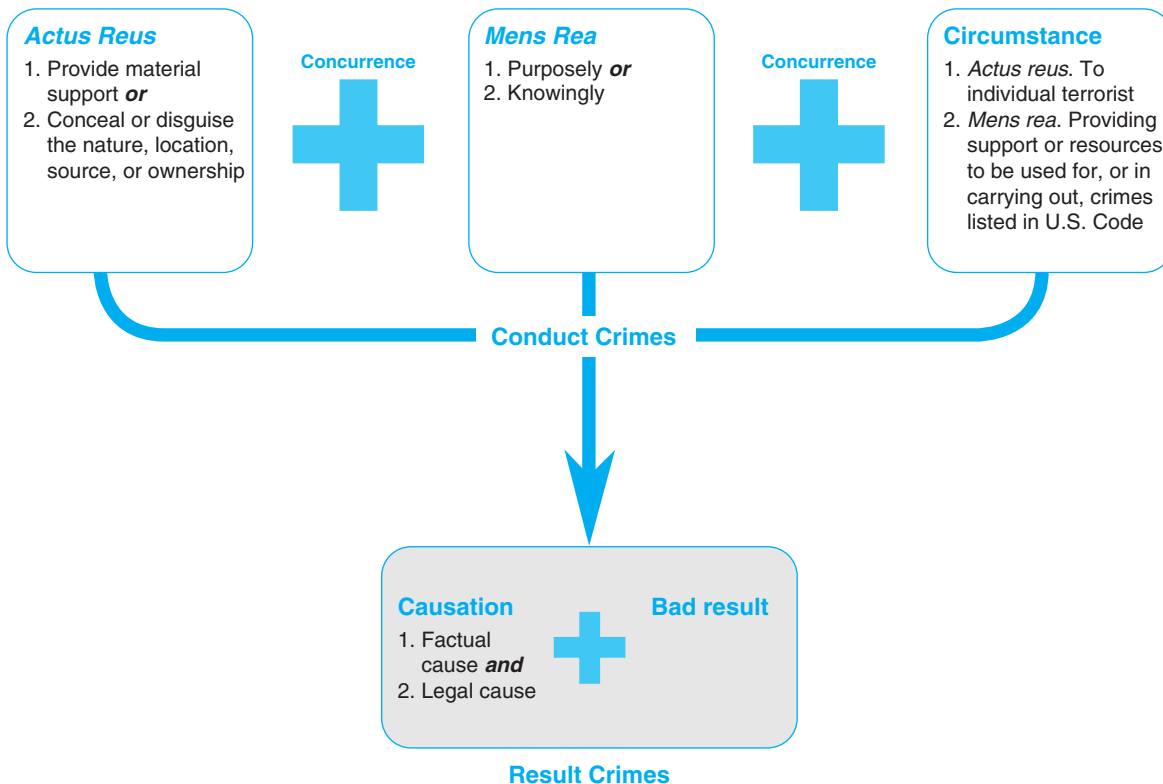 Actus Reus
1. Provide material
support or
2. Conceal or disguise
the nature, location,
source, or ownership
Concurrence
Mens Rea
1. Purposely or
2. Knowingly
Concurrence
Circumstance
1. Actus reus. To
individual terrorist
2. Mens rea. Providing
support or resources
to be used for, or in
carrying out, crimes
listed in U.S. Code
Conduct Crimes
Causation
1. Factual
cause and
2. Legal cause
Bad result
Result Crimes